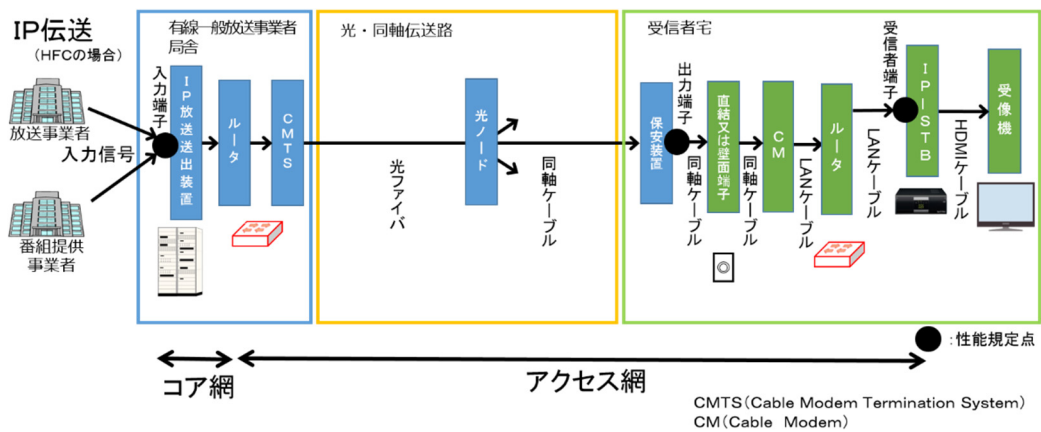 IP伝送
（HFCの場合）
放送事業者
入力信号
番組提供
事業者
有線一般放送事業者
局舎
入力端子
IP放送送出装置
ルータ
CMTS
光・同軸伝送路
光ファイバ
光ノード
同軸ケーブル
受信者宅
保安装置
出力端子
同軸ケーブル
直結又は壁面端子
同軸ケーブル
CM
LANケーブル
ルータ
LANケーブル
受信者端子
IPーSTB
HDMIケーブル
受像機
：性能規定点
コア網
アクセス網
CMTS（Cable Modem Termination System）
CM（Cable Modem）